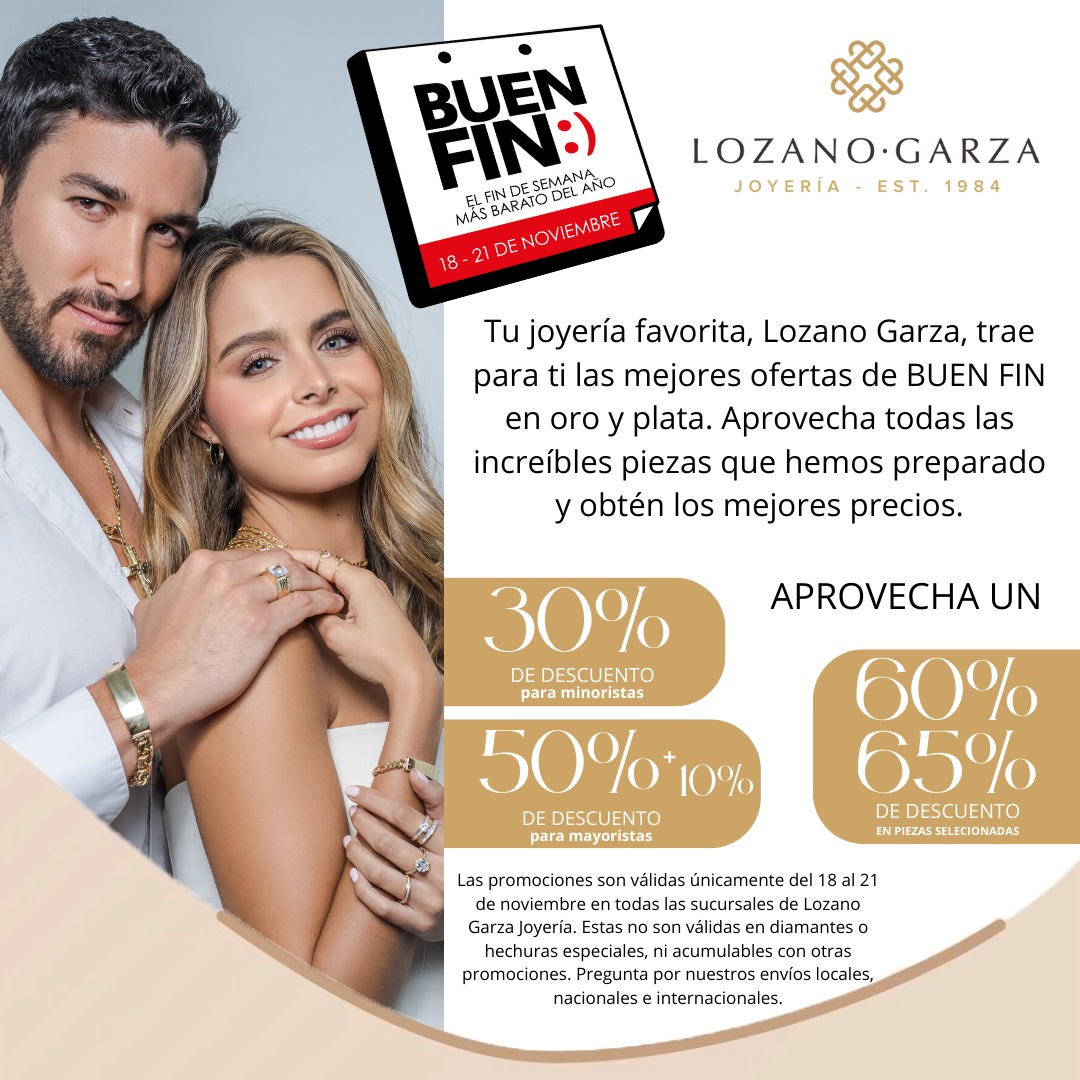 BUEN
FIN:)
EL FIN DE SEMANA
MÁS BARATO DEL AÑO
18 - 21 DE NOVIEMBRE
LOZANO·GARZA
JOYERÍA - EST. 1984
Tu joyería favorita, Lozano Garza, trae
para ti las mejores ofertas de BUEN FIN
en oro y plata. Aprovecha todas las
increíbles piezas que hemos preparado
y obtén los mejores precios.
APROVECHA UN
30%
DE DESCUENTO
para minoristas
50% + 10%
DE DESCUENTO
para mayoristas
60%
65%
DE DESCUENTO
EN PIEZAS SELECIONADAS
Las promociones son válidas únicamente del 18 al 21
de noviembre en todas las sucursales de Lozano
Garza Joyería. Estas no son válidas en diamantes o
hechuras especiales, ni acumulables con otras
promociones. Pregunta por nuestros envíos locales,
nacionales e internacionales.